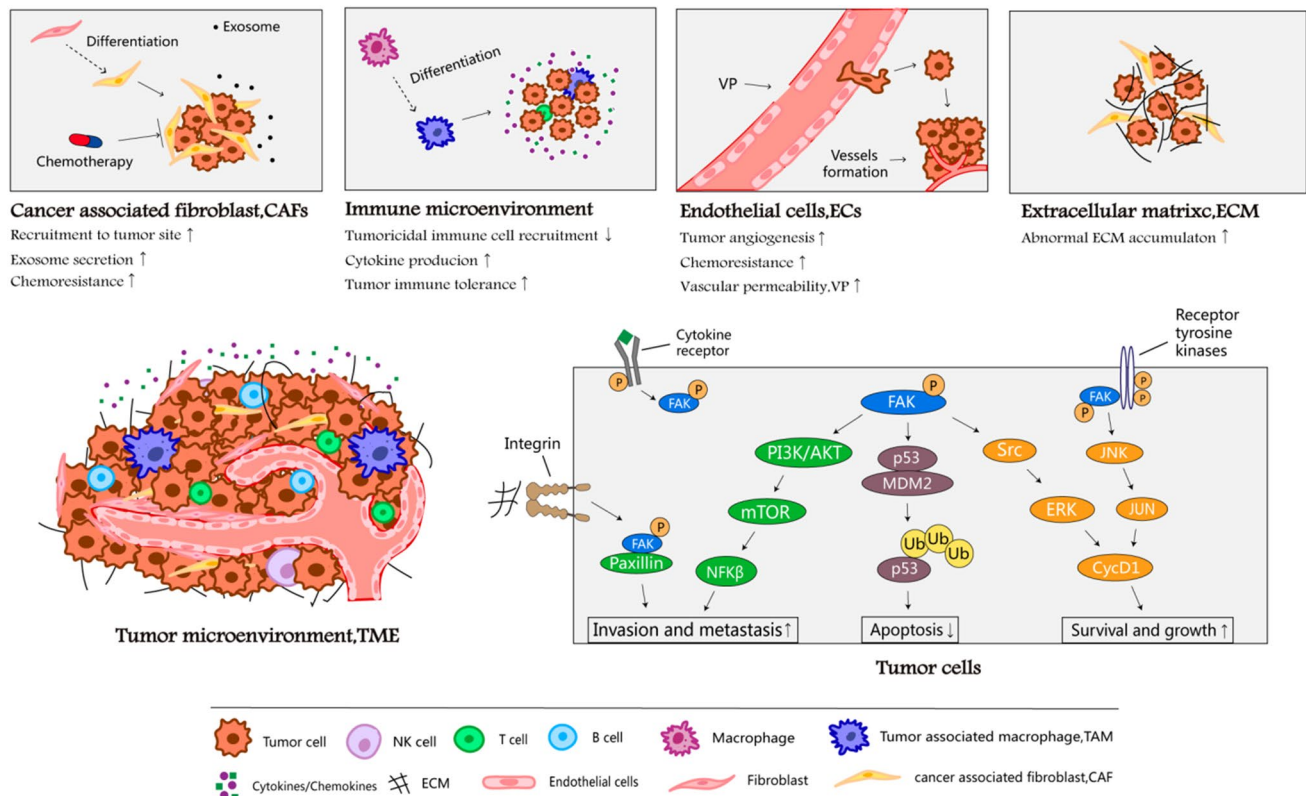 Differentiation
Exosome
Chemotherapy
Cancer associated fibroblast,CAFs
Recruitment to tumor site ↑
Exosome secretion ↑
Chemoresistance ↑
Differentiation
Immune microenvironment
Tumoricidal immune cell recruitment ↓
Cytokine producion ↑
Tumor immune tolerance ↑
VP
Vessels
formation
Endothelial cells,ECs
Tumor angiogenesis ↑
Chemoresistance ↑
Vascular permeability,VP ↑
Extracellular matrixc,ECM
Abnormal ECM accumulaton ↑
Tumor microenvironment,TME
Cytokine
receptor
P
P
FAK
Integrin
P
FAK
Paxillin
P
FAK
PI3K/AKT
mTOR
NFKβ
p53
MDM2
Ub
Ub
Ub
p53
Src
ERK
Receptor
tyrosine
kinases
P
P
FAK
P
JNK
JUN
CycD1
Invasion and metastasis ↑
Apoptosis ↓
Survival and growth ↑
Tumor cells
Tumor cell
NK cell
T cell
B cell
Macrophage
Tumor associated macrophage,TAM
Cytokines/Chemokines
ECM
Endothelial cells
Fibroblast
cancer associated fibroblast,CAF